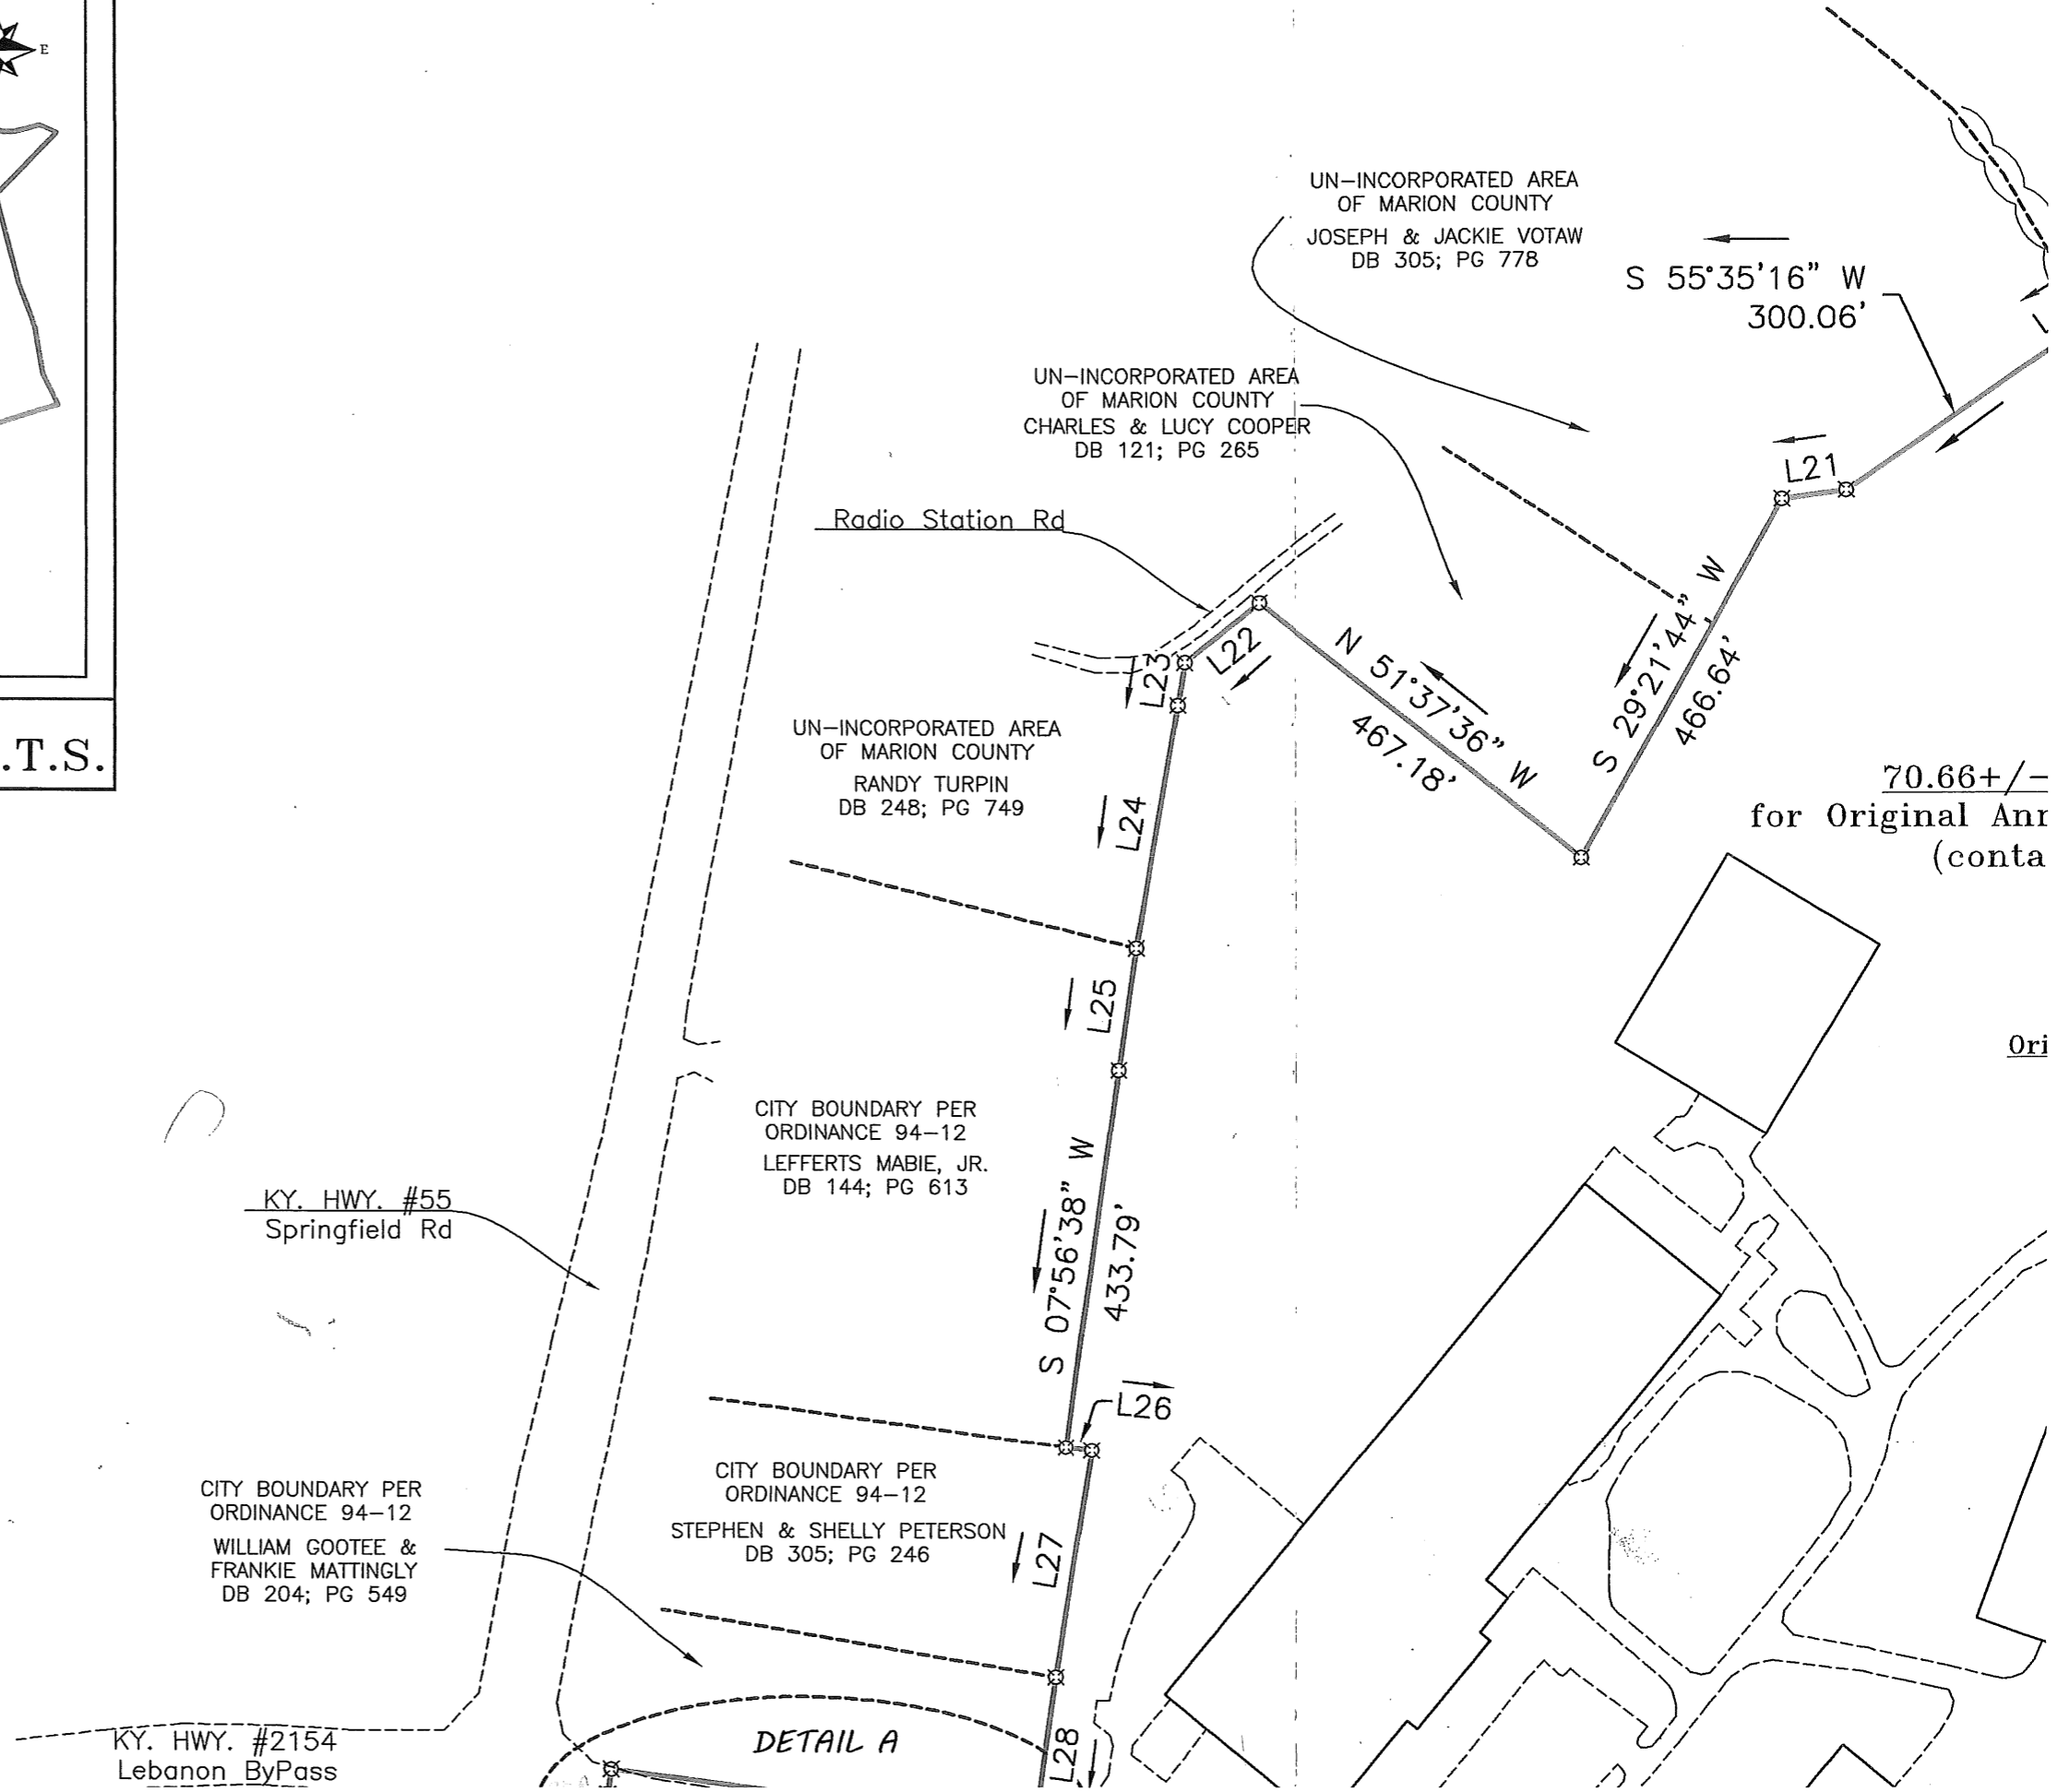 E
UN-INCORPORATED AREA
OF MARION COUNTY
JOSEPH & JACKIE VOTAW
DB 305; PG 778
S 55°35'16" W
300.06'
UN-INCORPORATED AREA
OF MARION COUNTY
CHARLES & LUCY COOPER
DB 121; PG 265
L21
Radio Station Rd
L22
L23
N 51°37'36" W
467.18'
S 29°21'44" W
466.64'
.T.S.
UN-INCORPORATED AREA
OF MARION COUNTY
RANDY TURPIN
DB 248; PG 749
L24
70.66+/-
for Original Ann
(conta
L25
Ori
CITY BOUNDARY PER
ORDINANCE 94-12
LEFFERTS MABIE, JR.
DB 144; PG 613
S 07°56'38" W
433.79'
KY. HWY. #55
Springfield Rd
L26
CITY BOUNDARY PER
ORDINANCE 94-12
STEPHEN & SHELLY PETERSON
DB 305; PG 246
CITY BOUNDARY PER
ORDINANCE 94-12
WILLIAM GOOTEE &
FRANKIE MATTINGLY
DB 204; PG 549
L27
DETAIL A
L28
KY. HWY. #2154
Lebanon ByPass